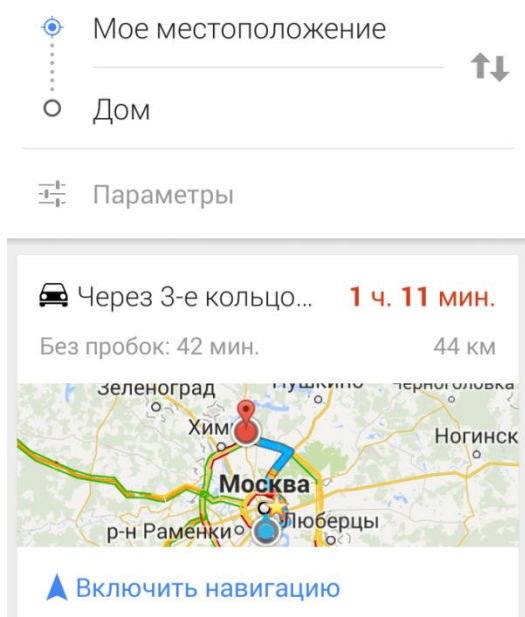 Мое местоположение
Дом
Параметры
Через 3-е кольцо... 1 ч. 11 мин.
Без пробок: 42 мин. 44 км
Зеленоград
Ногинск
Москва
Люберцы
р-н Раменки
Включить навигацию